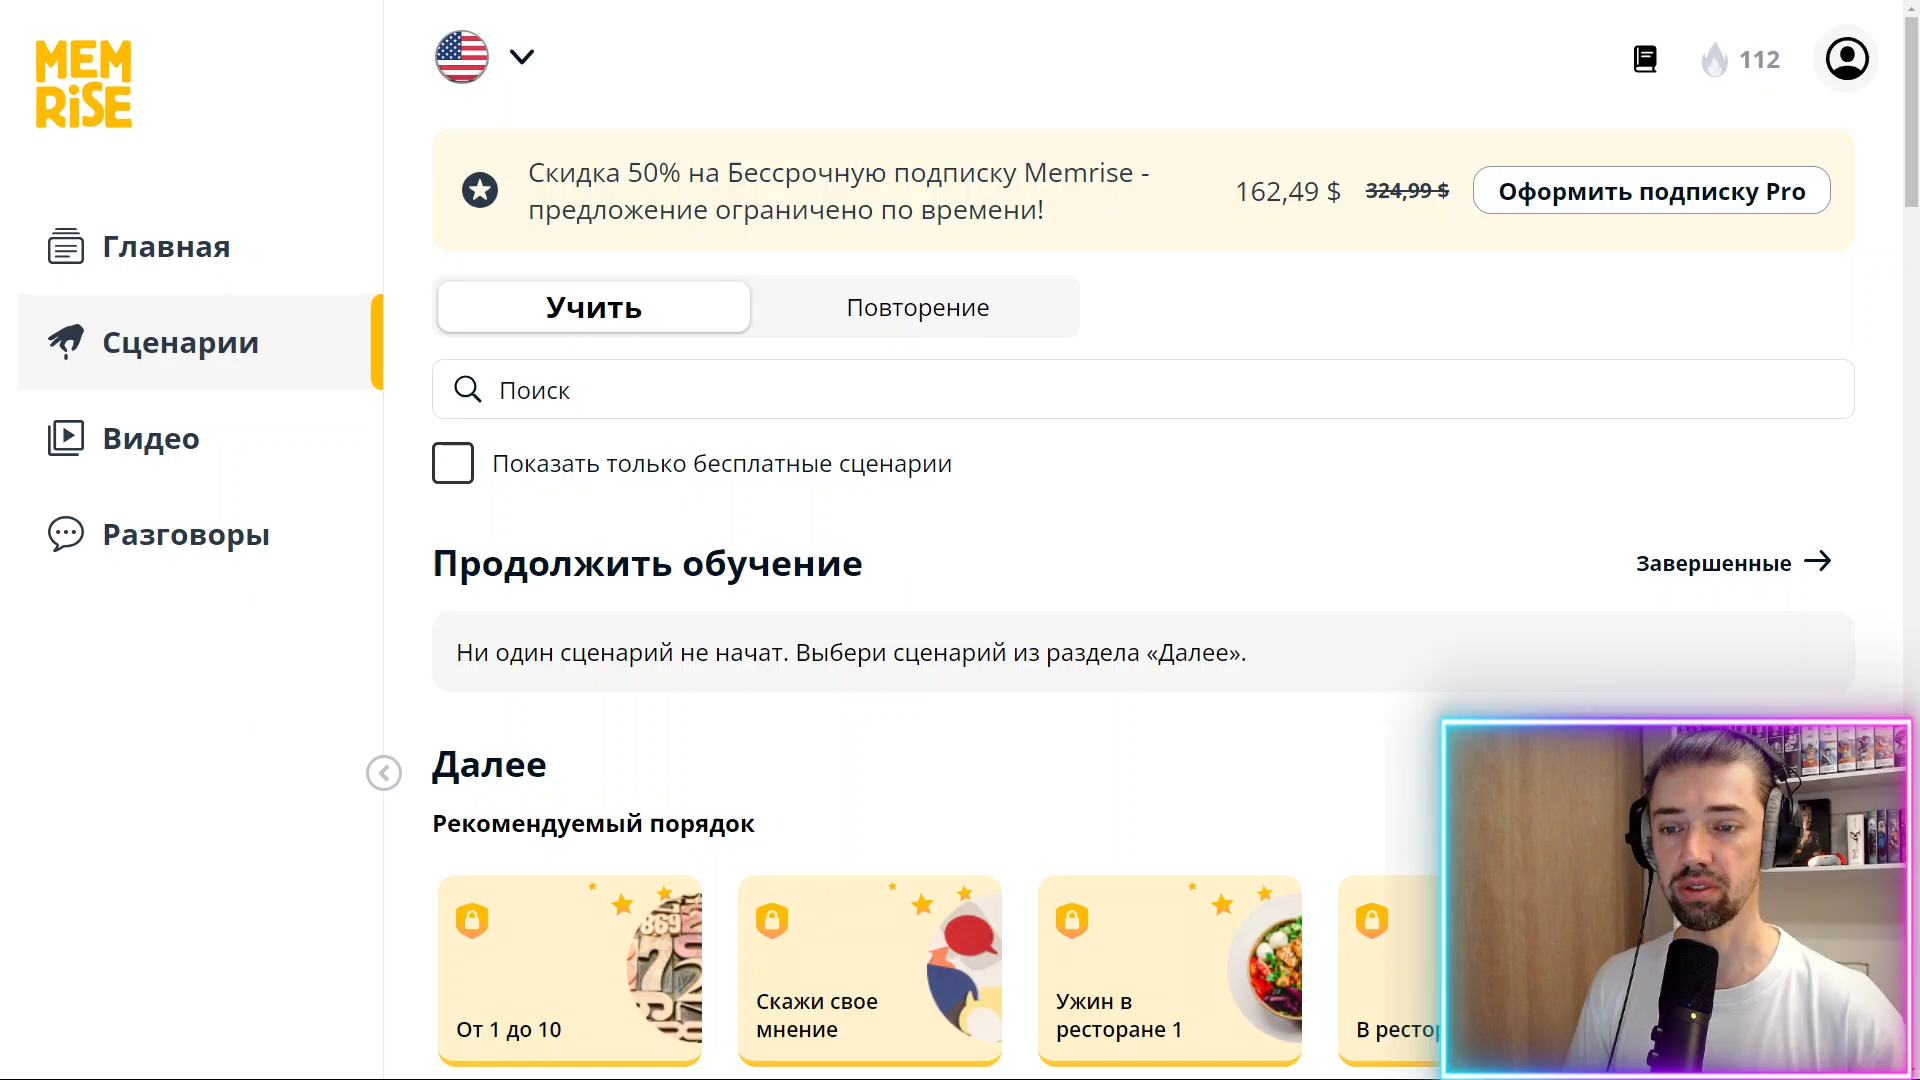 MEM
RiSE
112
Скидка 50% на Бессрочную подписку Memrise -
предложение ограничено по времени!
162,49 $ 324,99 $ Оформить подписку Pro
Главная
Сценарии
Видео
Разговоры
Учить
Повторение
Поиск
Показать только бесплатные сценарии
Продолжить обучение
Завершенные
Ни один сценарий не начат. Выбери сценарий из раздела «Далее».
Далее
Рекомендуемый порядок
От 1 до 10
Скажи свое
мнение
Ужин в
ресторане 1
В рестор